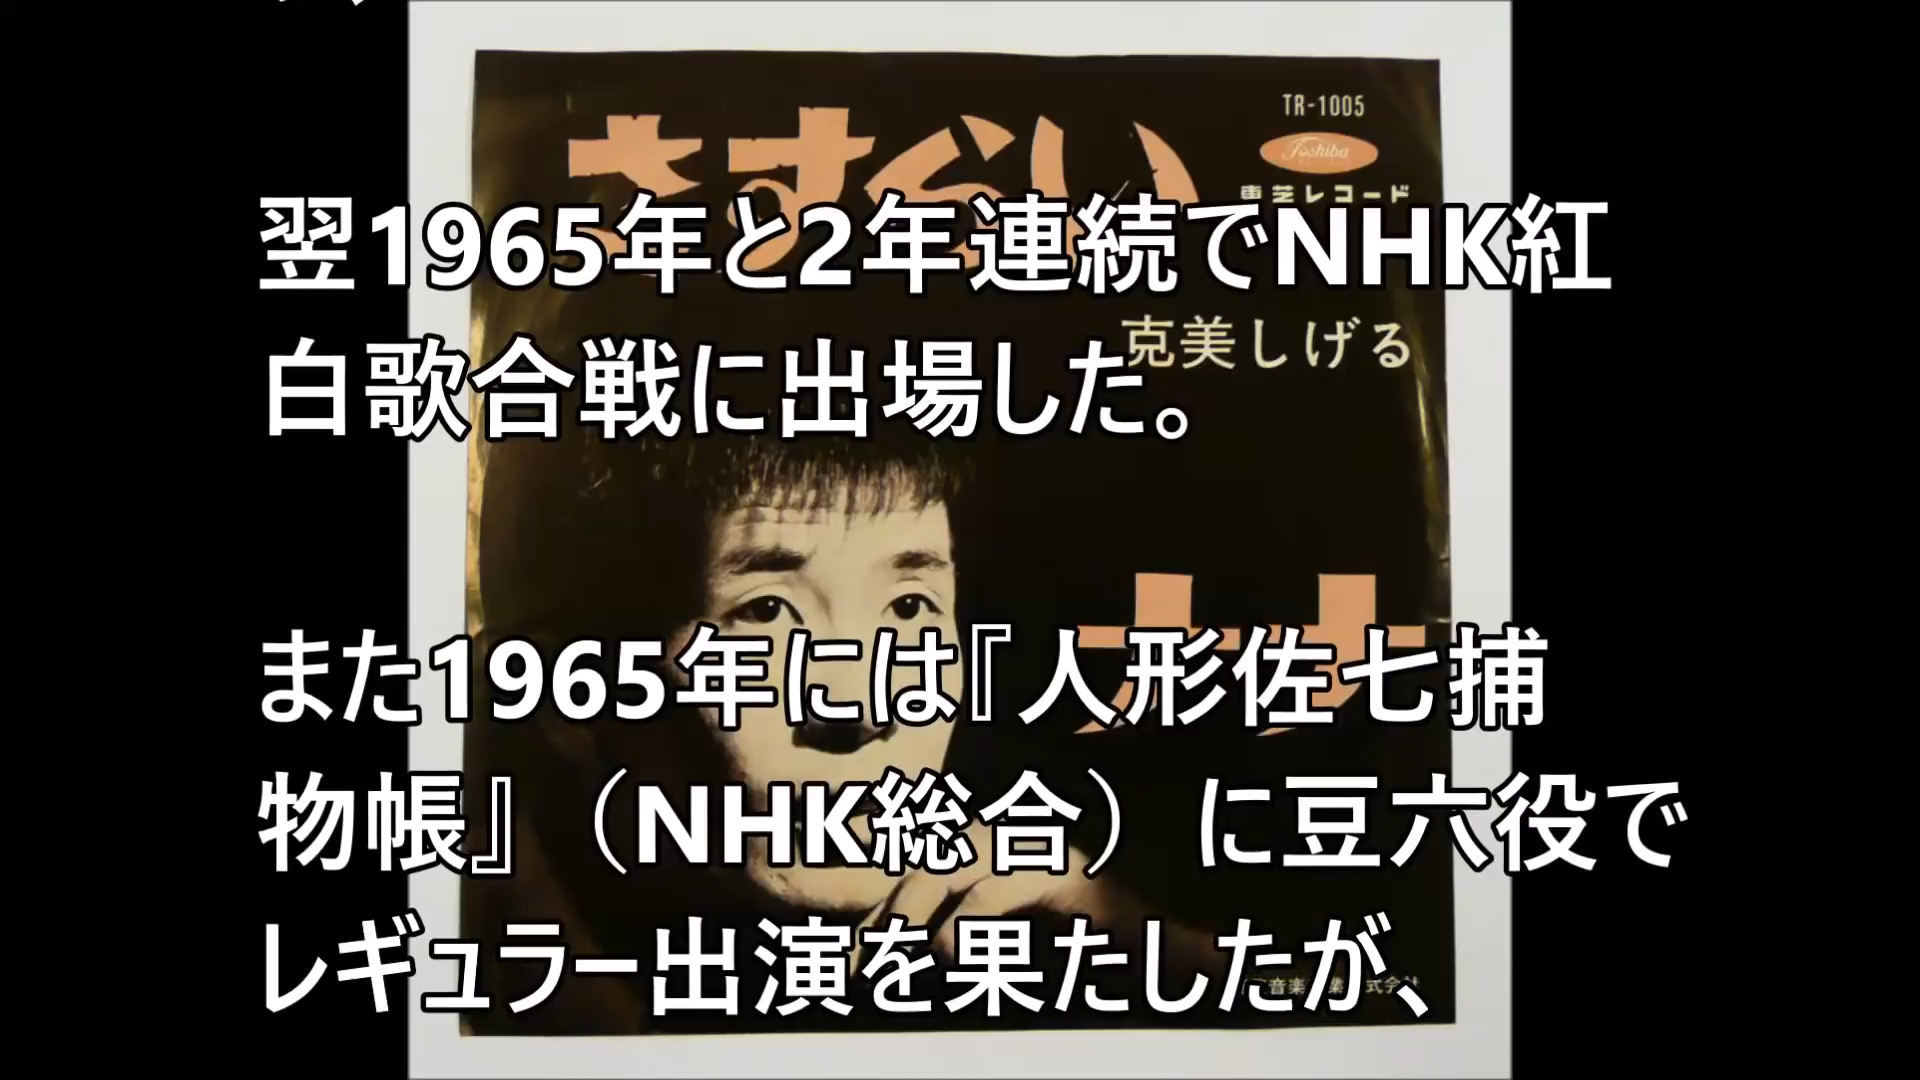 さすらい
TR-1005
Toshiba
東芝レコード
翌1965年と2年連続でNHK紅
克美しげる
白歌合戦に出場した。
また1965年には『人形佐七捕
物帳』（NHK総合）に豆六役で
レギュラー出演を果たしたが、